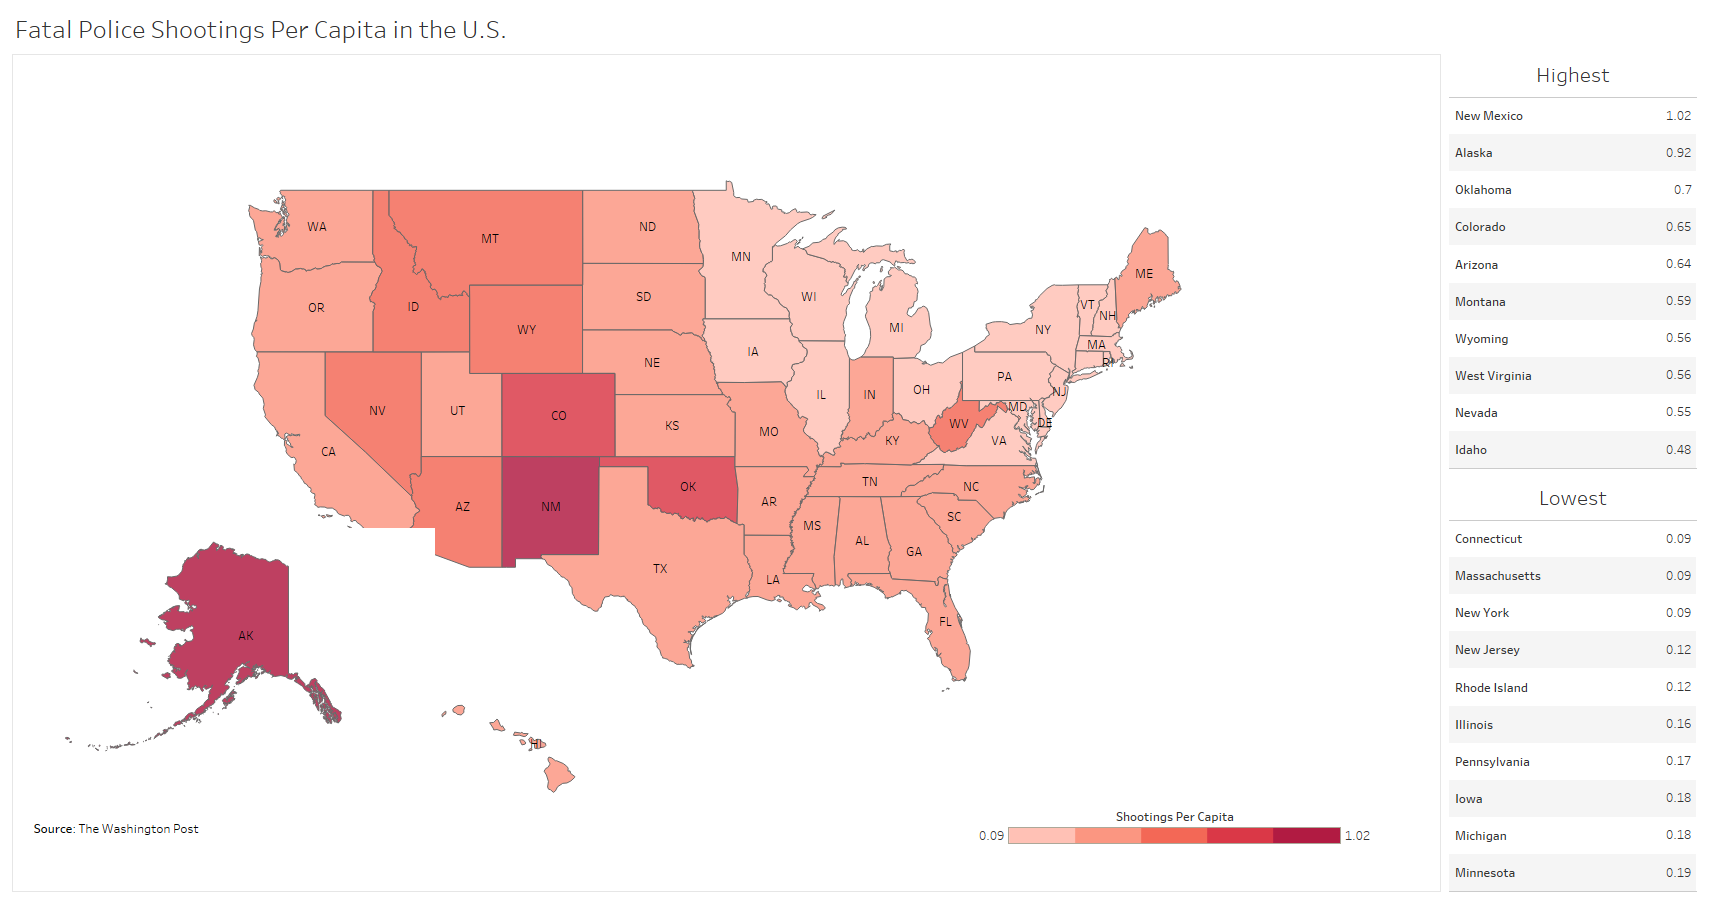 Fatal Police Shootings Per Capita in the U.S.
WA
MT
ND
MN
OR
ID
WY
SD
WI
MI
NY
VT
NH
ME
MA
RI
NE
IA
PA
NJ
NV
UT
CO
KS
MO
IL
IN
OH
MD
DE
WV
VA
KY
CA
AZ
NM
OK
AR
TN
NC
SC
MS
AL
GA
TX
LA
FL
AK
HI
Source: The Washington Post
Shootings Per Capita
0.09 1.02
Highest
New Mexico 1.02
Alaska 0.92
Oklahoma 0.7
Colorado 0.65
Arizona 0.64
Montana 0.59
Wyoming 0.56
West Virginia 0.56
Nevada 0.55
Idaho 0.48
Lowest
Connecticut 0.09
Massachusetts 0.09
New York 0.09
New Jersey 0.12
Rhode Island 0.12
Illinois 0.16
Pennsylvania 0.17
Iowa 0.18
Michigan 0.18
Minnesota 0.19